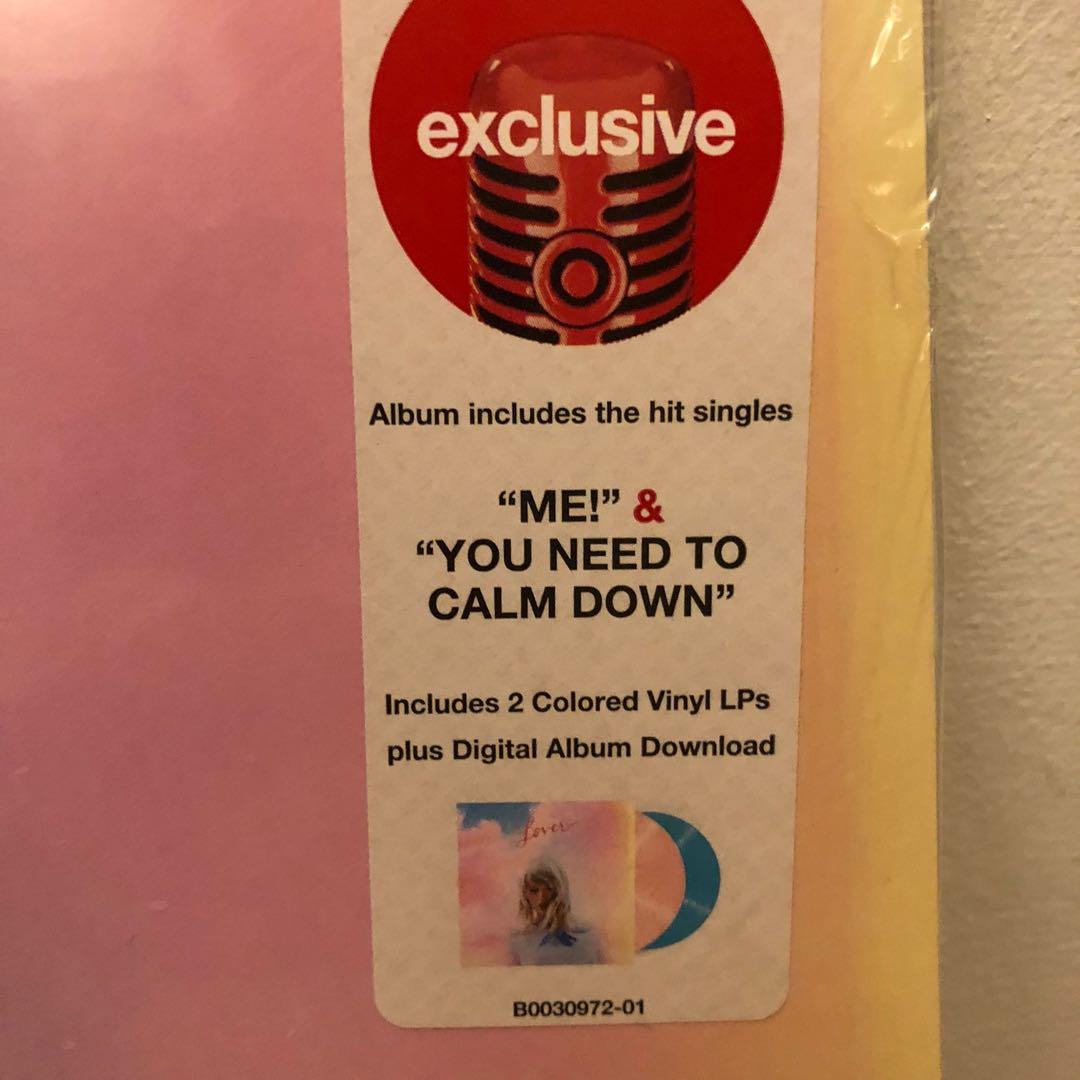 exclusive
Album includes the hit singles
“ME!” &
“YOU NEED TO
CALM DOWN”
Includes 2 Colored Vinyl LPs
plus Digital Album Download
Lover
B0030972-01